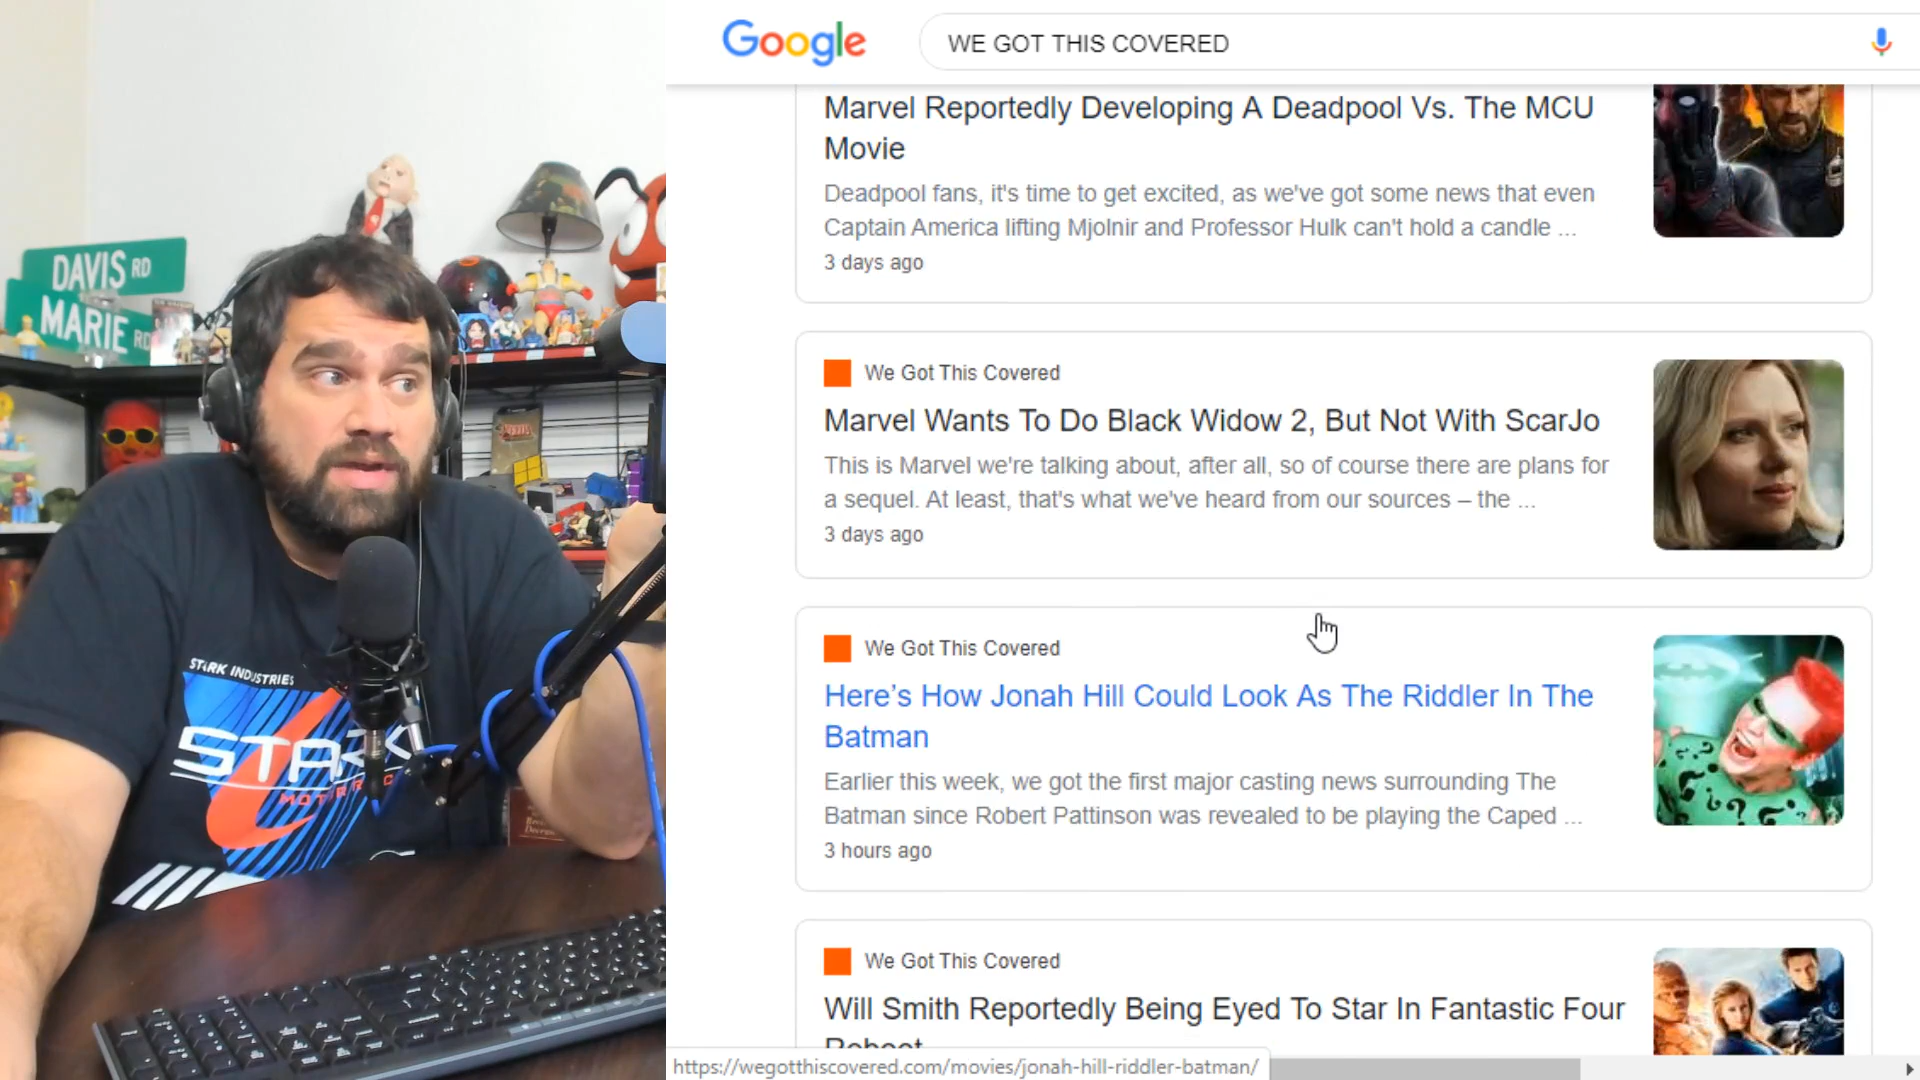 DAVIS RD
MARIE RD
STARK INDUSTRIES
STARK
Google
WE GOT THIS COVERED
Marvel Reportedly Developing A Deadpool Vs. The MCU
Movie
Deadpool fans, it's time to get excited, as we've got some news that even
Captain America lifting Mjolnir and Professor Hulk can't hold a candle ...
3 days ago
We Got This Covered
Marvel Wants To Do Black Widow 2, But Not With ScarJo
This is Marvel we're talking about, after all, so of course there are plans for
a sequel. At least, that's what we've heard from our sources – the ...
3 days ago
We Got This Covered
Here’s How Jonah Hill Could Look As The Riddler In The
Batman
Earlier this week, we got the first major casting news surrounding The
Batman since Robert Pattinson was revealed to be playing the Caped ...
3 hours ago
We Got This Covered
Will Smith Reportedly Being Eyed To Star In Fantastic Four
Reboot
https://wegotthiscovered.com/movies/jonah-hill-riddler-batman/